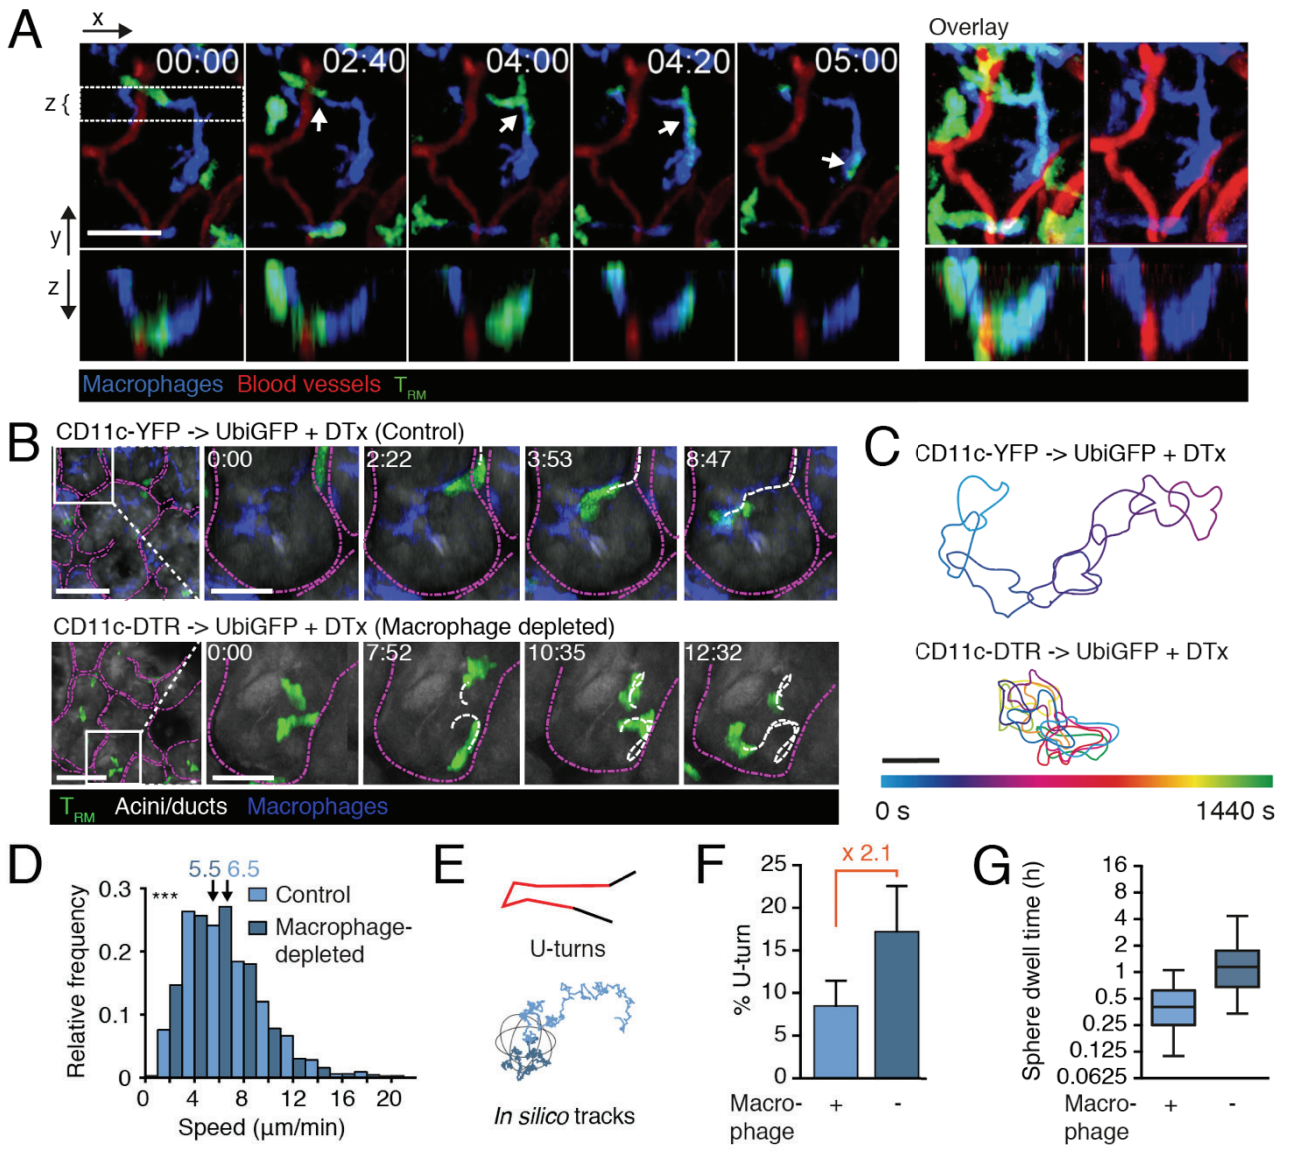 A
x
z {
y
z
00:00
02:40
04:00
04:20
05:00
Overlay
Macrophages Blood vessels TRM
B
CD11c-YFP -> UbiGFP + DTx (Control)
0:00
2:22
3:53
8:47
CD11c-DTR -> UbiGFP + DTx (Macrophage depleted)
0:00
7:52
10:35
12:32
TRM Acini/ducts Macrophages
C
CD11c-YFP -> UbiGFP + DTx
CD11c-DTR -> UbiGFP + DTx
0 s
1440 s
D
5.5 6.5
***
Control
Macrophage-
depleted
Relative frequency
0.3
0.2
0.1
0
0 4 8 12 16 20
Speed (µm/min)
E
U-turns
In silico tracks
F
x 2.1
% U-turn
25
20
15
10
5
0
Macro-
phage
+
-
G
Sphere dwell time (h)
16
8
4
2
1
0.5
0.25
0.125
0.0625
Macro-
phage
+
-